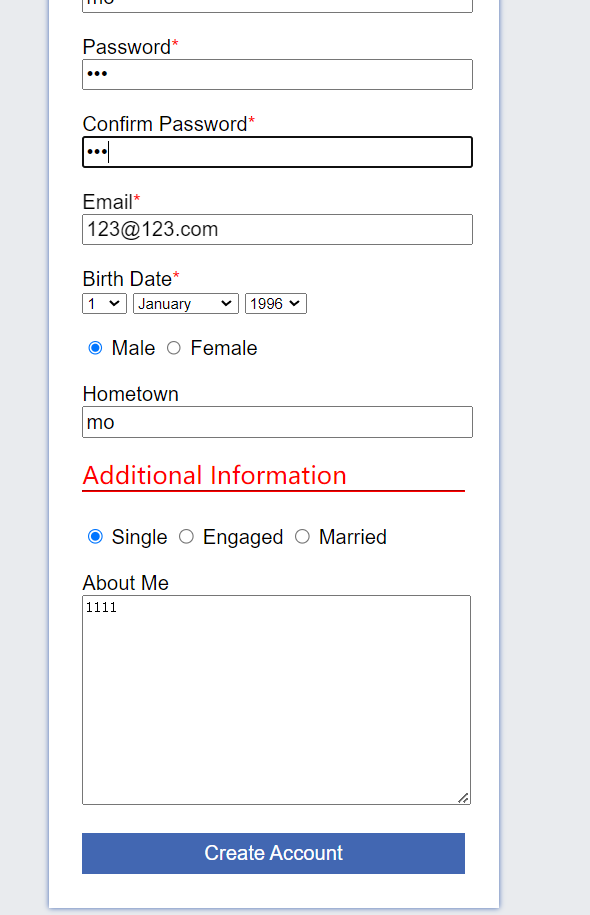 mo
Password*
•••
Confirm Password*
•••
Email*
123@123.com
Birth Date*
1 January 1996
Male Female
Hometown
mo
Additional Information
Single Engaged Married
About Me
1111
Create Account